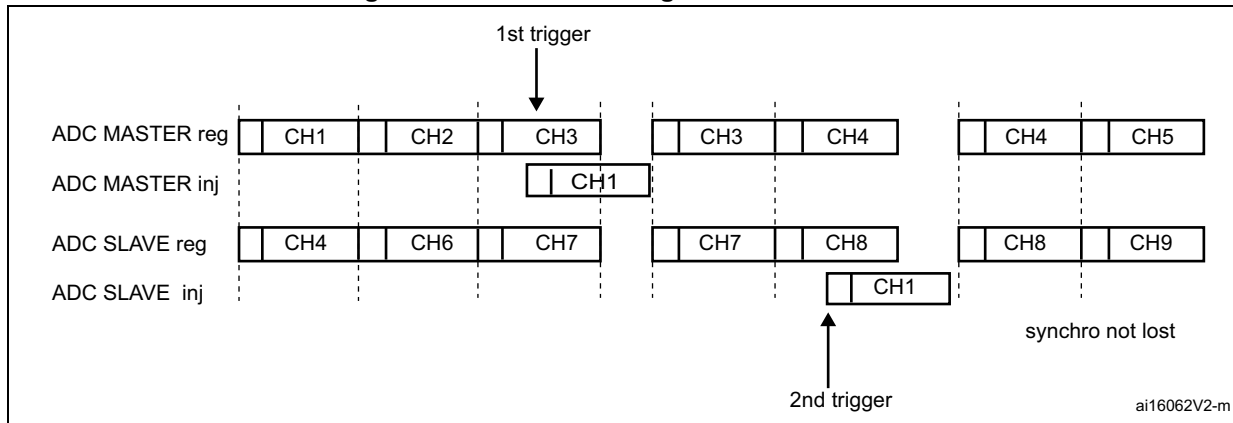 1st trigger
ADC MASTER reg CH1 CH2 CH3 CH3 CH4 CH4 CH5
ADC MASTER inj CH1
ADC SLAVE reg CH4 CH6 CH7 CH7 CH8 CH8 CH9
ADC SLAVE inj CH1
synchro not lost
2nd trigger
ai16062V2-m